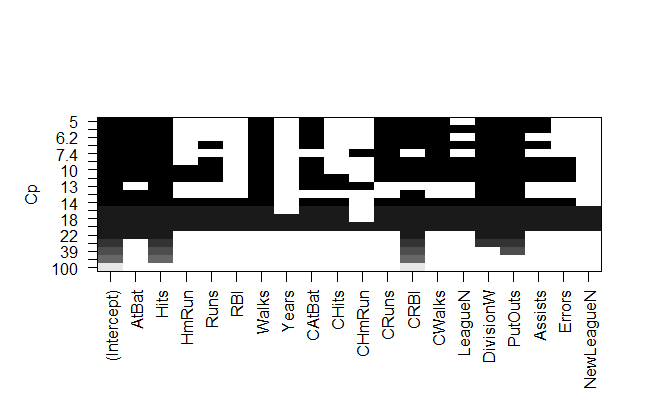 Cp
5
6.2
7.4
10
13
14
18
22
39
100
(Intercept)
AtBat
Hits
HmRun
Runs
RBI
Walks
Years
CAtBat
CHits
CHmRun
CRuns
CRBI
CWalks
LeagueN
DivisionW
PutOuts
Assists
Errors
NewLeagueN